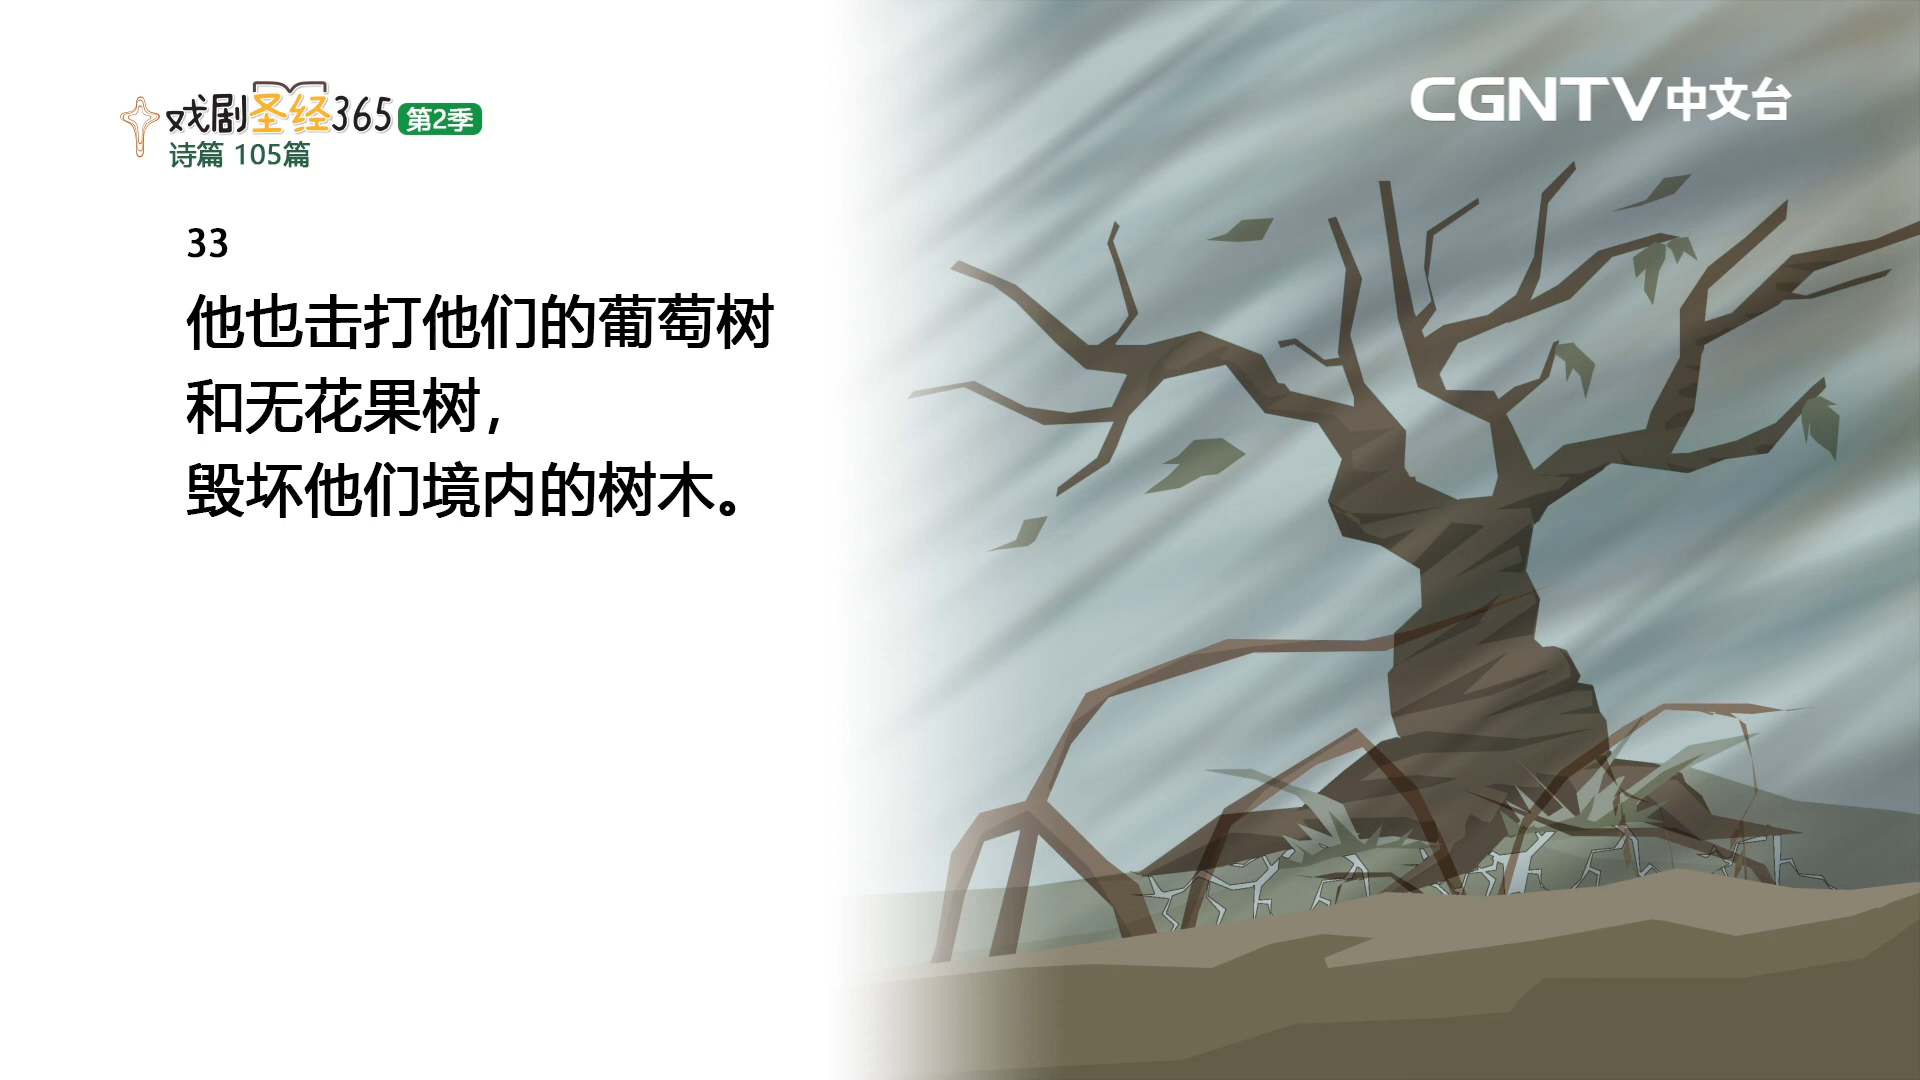 戏剧圣经365 第2季
诗篇 105篇
CGNTV中文台
33
他也击打他们的葡萄树
和无花果树，
毁坏他们境内的树木。